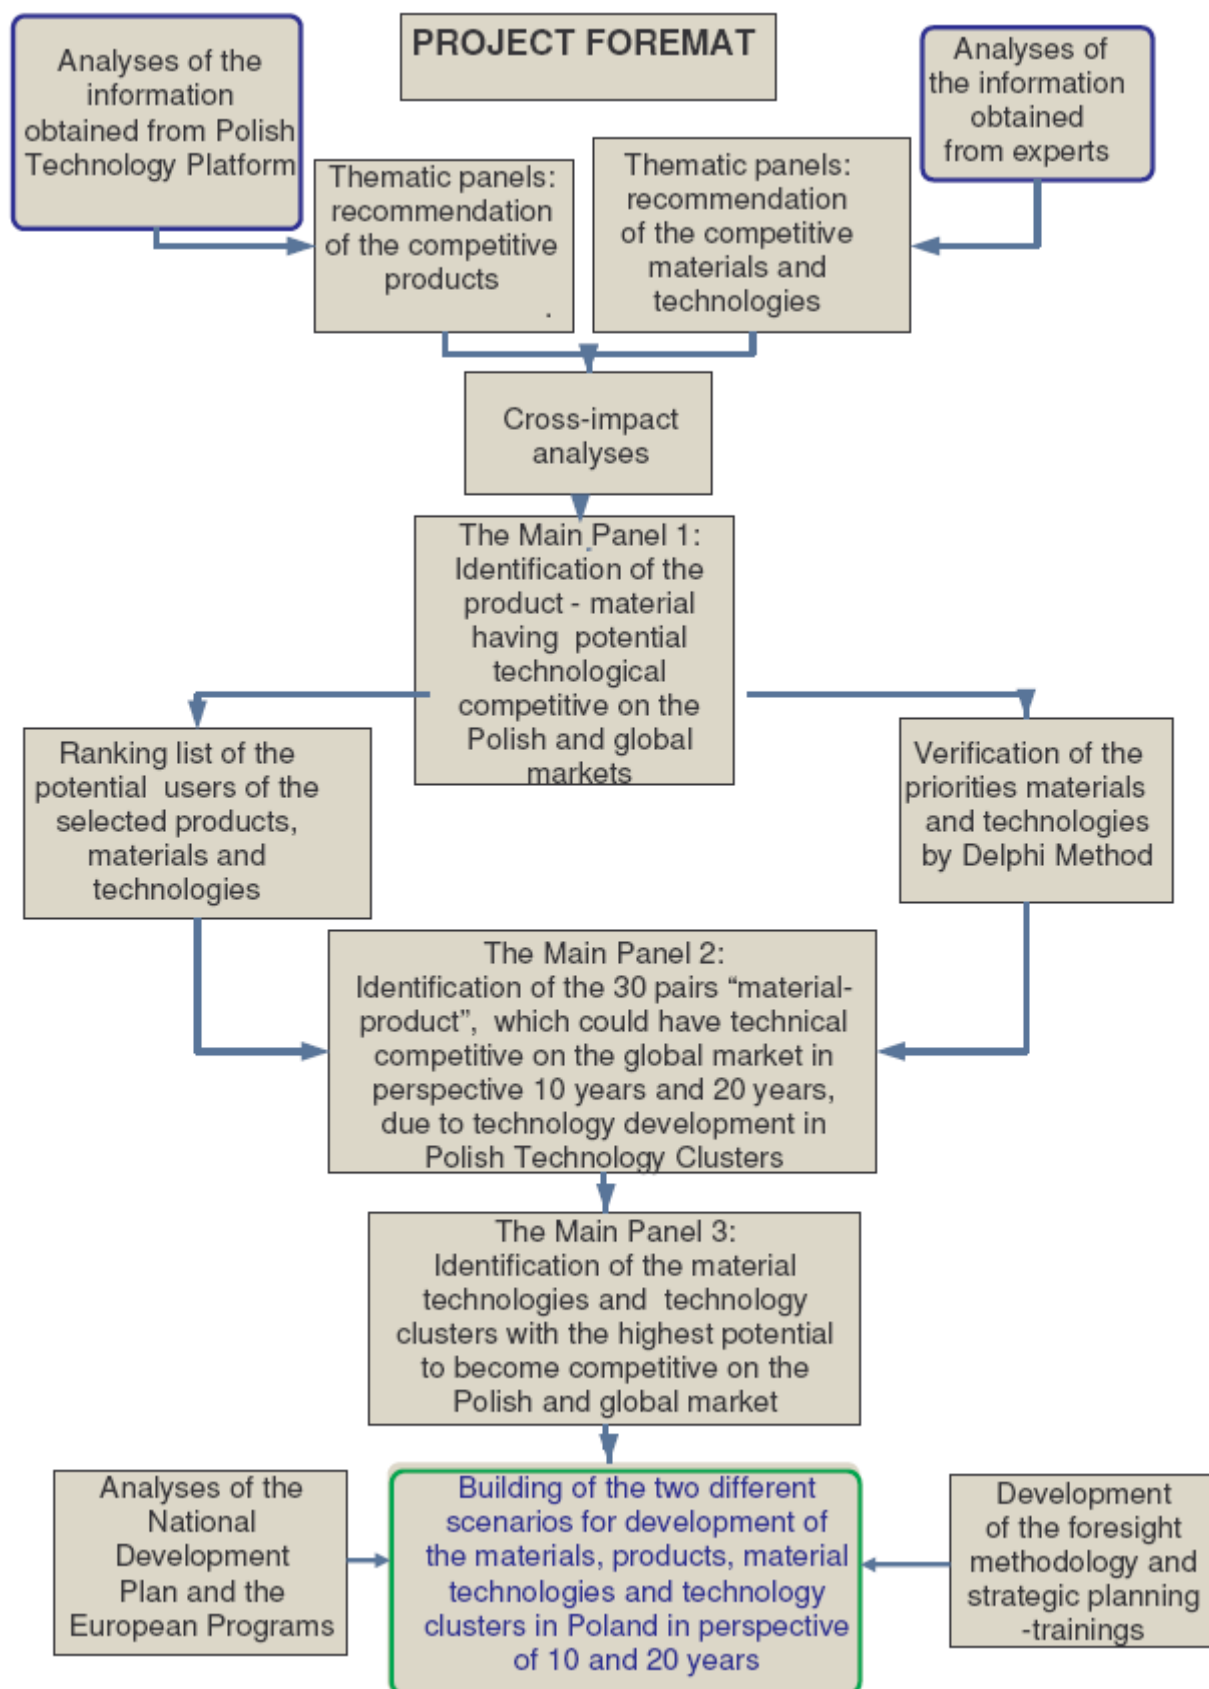 PROJECT FOREMAT
Analyses of the
information
obtained from Polish
Technology Platform
Analyses of
the information
obtained
from experts
Thematic panels:
recommendation
of the competitive
products
.
Thematic panels:
recommendation
of the competitive
materials and
technologies
Cross-impact
analyses
The Main Panel 1:
Identification of the
product - material
having potential
technological
competitive on the
Polish and global
markets
Ranking list of the
potential users of the
selected products,
materials and
technologies
Verification of the
priorities materials
and technologies
by Delphi Method
The Main Panel 2:
Identification of the 30 pairs “material-
product”, which could have technical
competitive on the global market in
perspective 10 years and 20 years,
due to technology development in
Polish Technology Clusters
The Main Panel 3:
Identification of the material
technologies and technology
clusters with the highest potential
to become competitive on the
Polish and global market
Analyses of the
National
Development
Plan and the
European Programs
Building of the two different
scenarios for development of
the materials, products, material
technologies and technology
clusters in Poland in perspective
of 10 and 20 years
Development
of the foresight
methodology and
strategic planning
-trainings